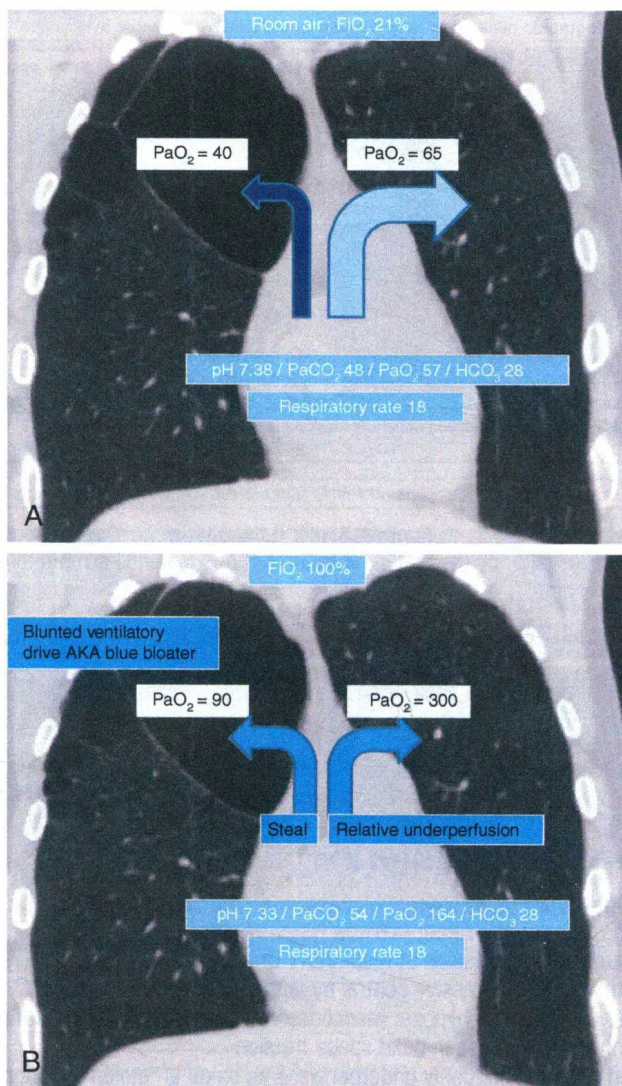 Room air : FiO₂ 21%
PaO₂ = 40
PaO₂ = 65
pH 7.38 / PaCO₂ 48 / PaO₂ 57 / HCO₃ 28
Respiratory rate 18
A
FiO₂ 100%
Blunted ventilatory
drive AKA blue bloater
PaO₂ = 90
PaO₂ = 300
Steal
Relative underperfusion
pH 7.33 / PaCO₂ 54 / PaO₂ 164 / HCO₃ 28
Respiratory rate 18
B